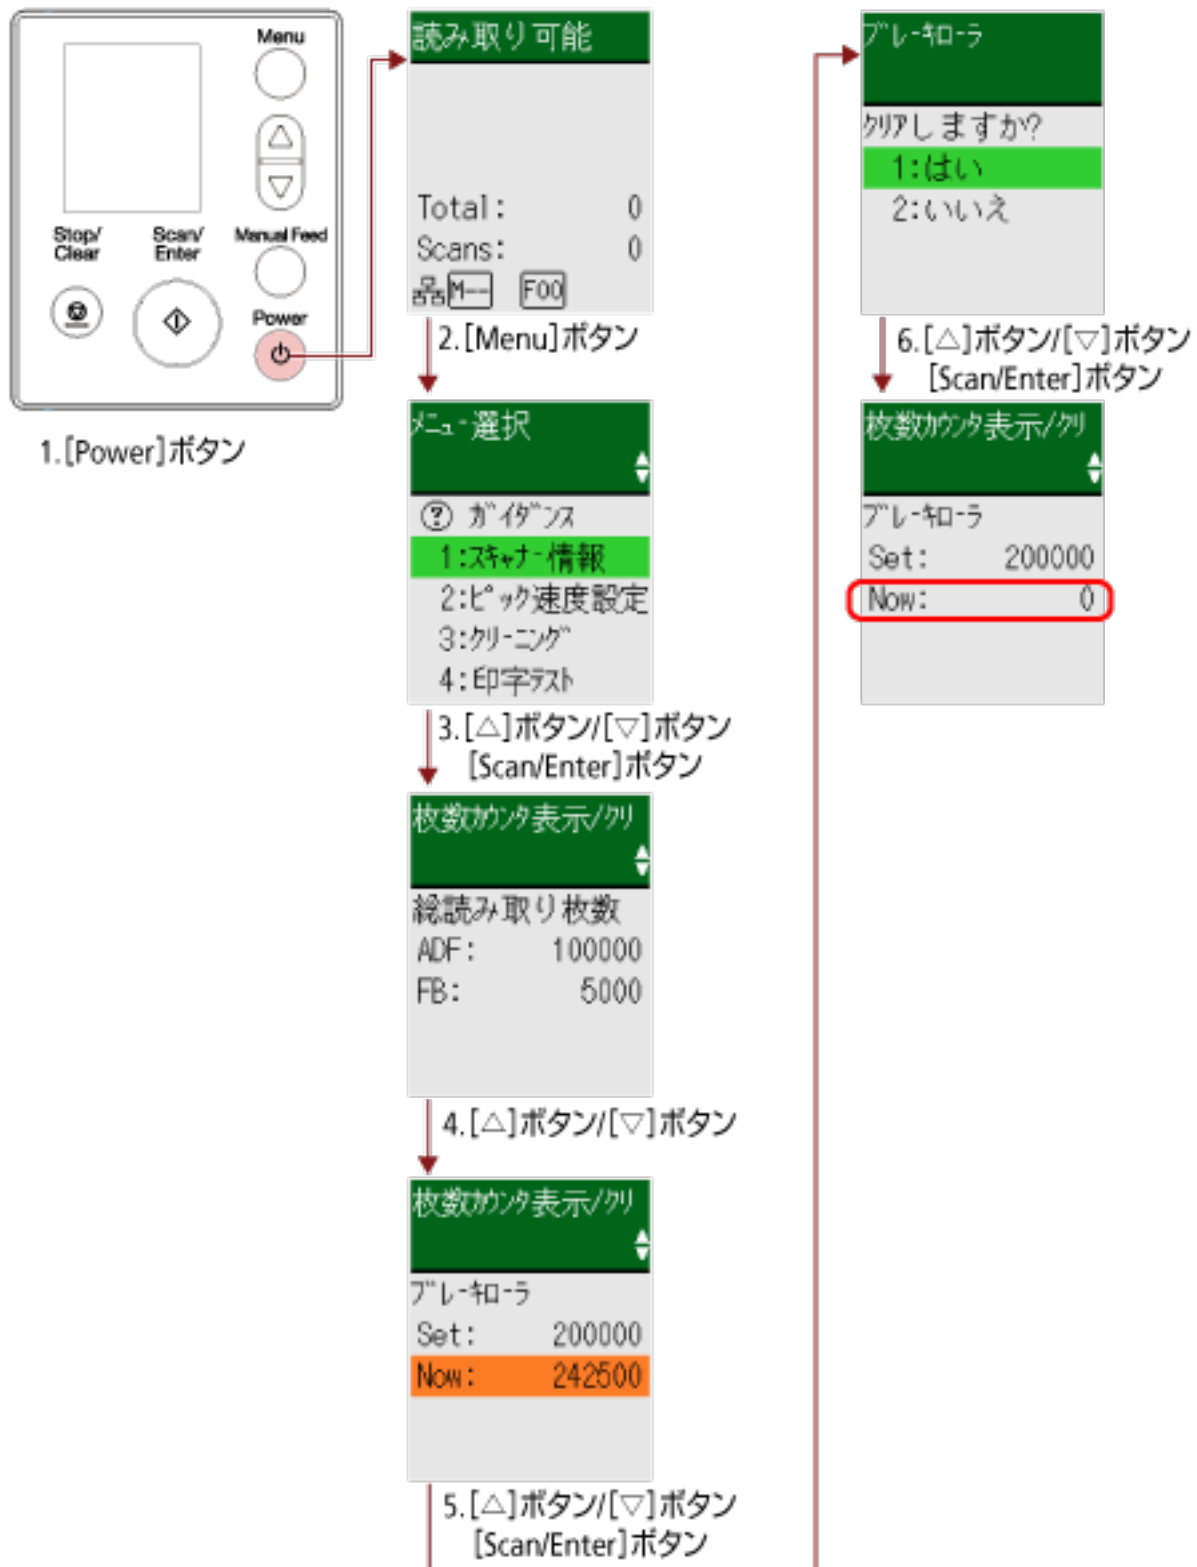 Menu
Stop/
Clear
Scan/
Enter
Manual Feed
Power
1.[Power]ボタン
読み取り可能
Total: 0
Scans: 0
M-- F00
2.[Menu]ボタン
ﾒﾆｭｰ選択
? ｶﾞｲﾀﾞﾝｽ
1:ｽｷｬﾅｰ情報
2:ﾋﾟｯｸ速度設定
3:ｸﾘｰﾆﾝｸﾞ
4:印字ﾃｽﾄ
3.[△]ボタン/[▽]ボタン
[Scan/Enter]ボタン
枚数ｶｳﾝﾀ表示/ｸﾘ
総読み取り枚数
ADF: 100000
FB: 5000
4.[△]ボタン/[▽]ボタン
枚数ｶｳﾝﾀ表示/ｸﾘ
ﾌﾞﾚｰｷﾛｰﾗ
Set: 200000
Now: 242500
5.[△]ボタン/[▽]ボタン
[Scan/Enter]ボタン
ﾌﾞﾚｰｷﾛｰﾗ
ｸﾘｱしますか?
1:はい
2:いいえ
6.[△]ボタン/[▽]ボタン
[Scan/Enter]ボタン
枚数ｶｳﾝﾀ表示/ｸﾘ
ﾌﾞﾚｰｷﾛｰﾗ
Set: 200000
Now: 0